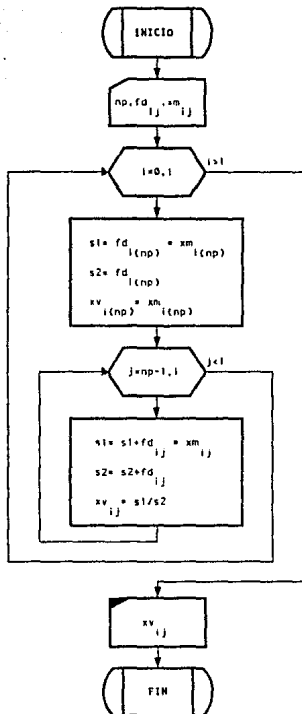 INICIO
np,fd ij ,xm ij
i>1
i=0,1
s1= fd i(np) * xm i(np)
s2= fd i(np)
xv i(np) = xm i(np)
j<1
j=np-1,1
s1= s1+fd ij * xm ij
s2= s2+fd ij
xv ij = s1/s2
xv ij
FIN